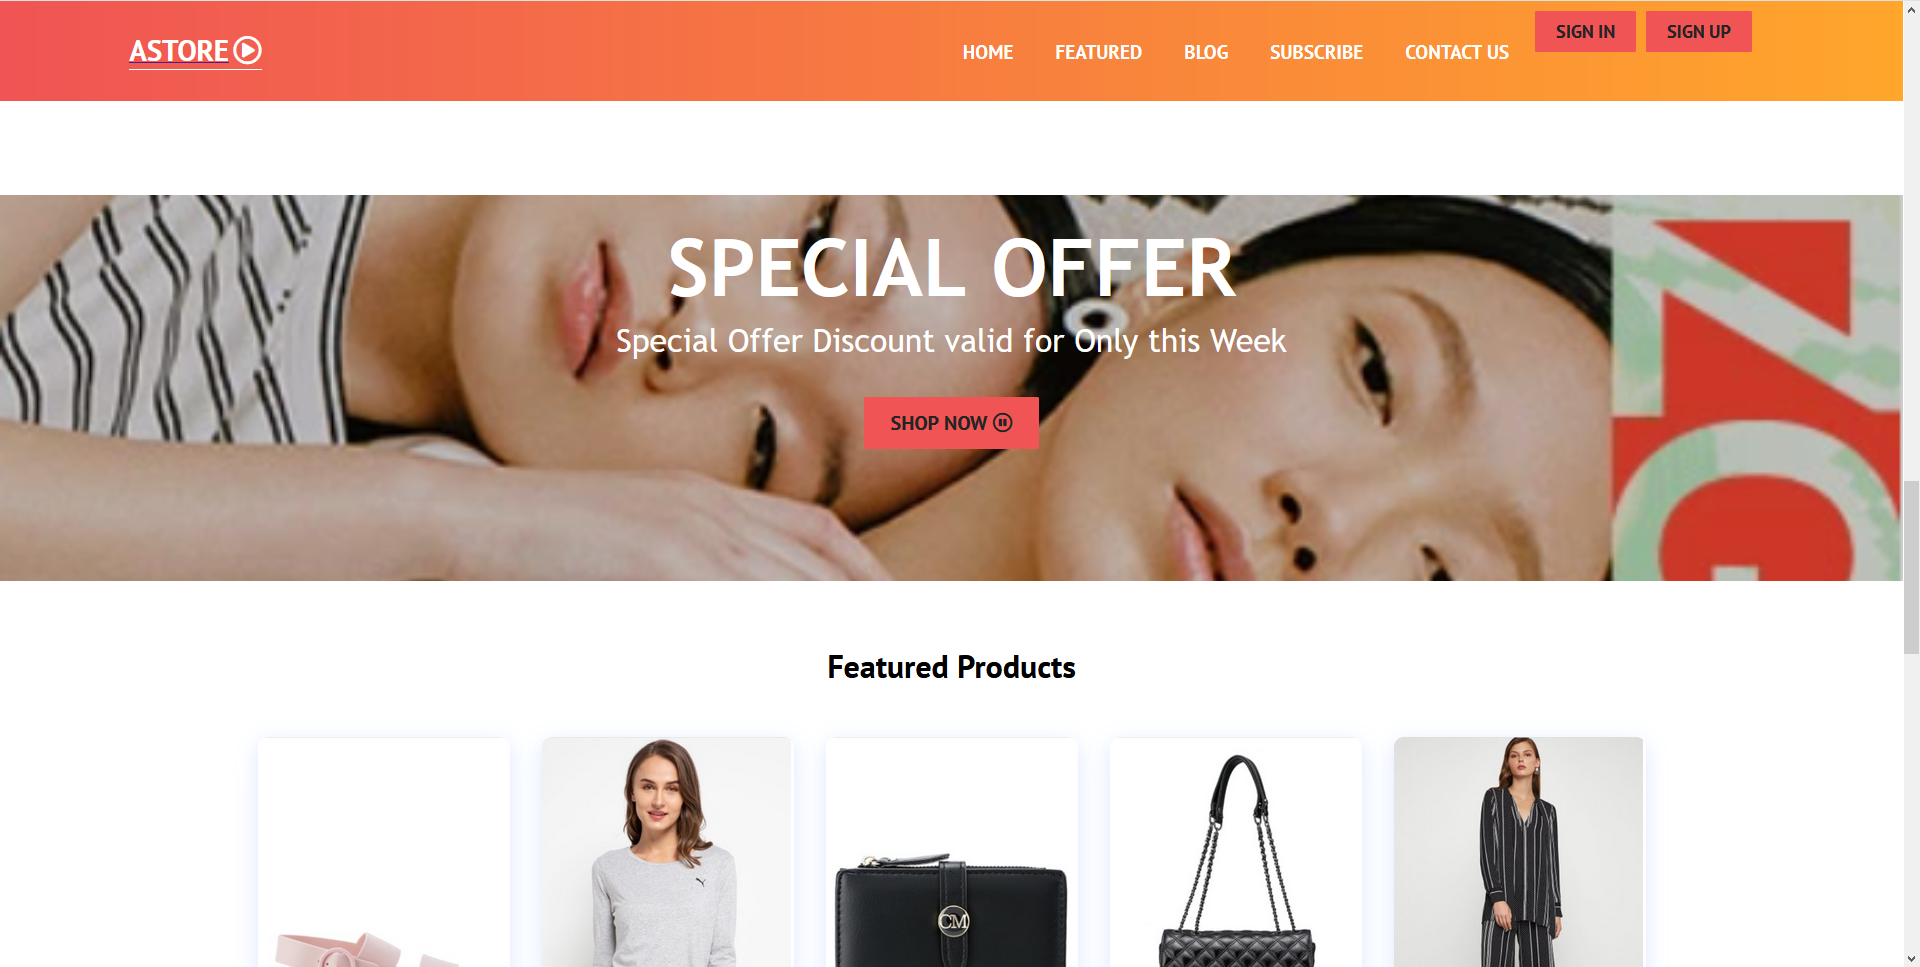 ASTORE
HOME FEATURED BLOG SUBSCRIBE CONTACT US SIGN IN SIGN UP
SPECIAL OFFER
Special Offer Discount valid for Only this Week
SHOP NOW
Featured Products
CM